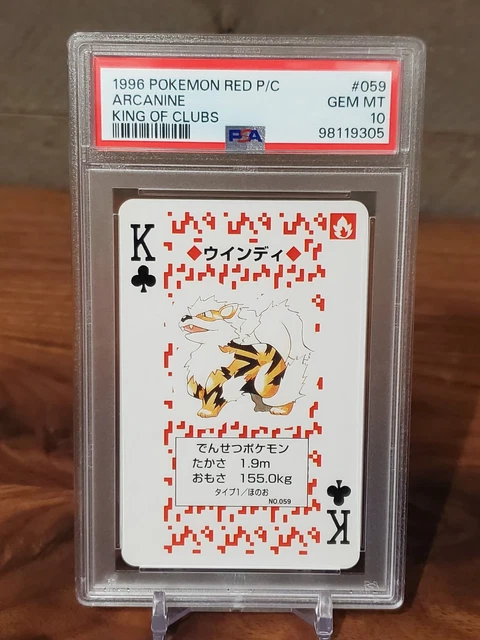 1996 POKEMON RED P/C #059
ARCANINE GEM MT
KING OF CLUBS 10
PSA 98119305
K
ウインディ
でんせつポケモン
たかさ 1.9m
おもさ 155.0kg
タイプ1/ほのお
NO.059
K